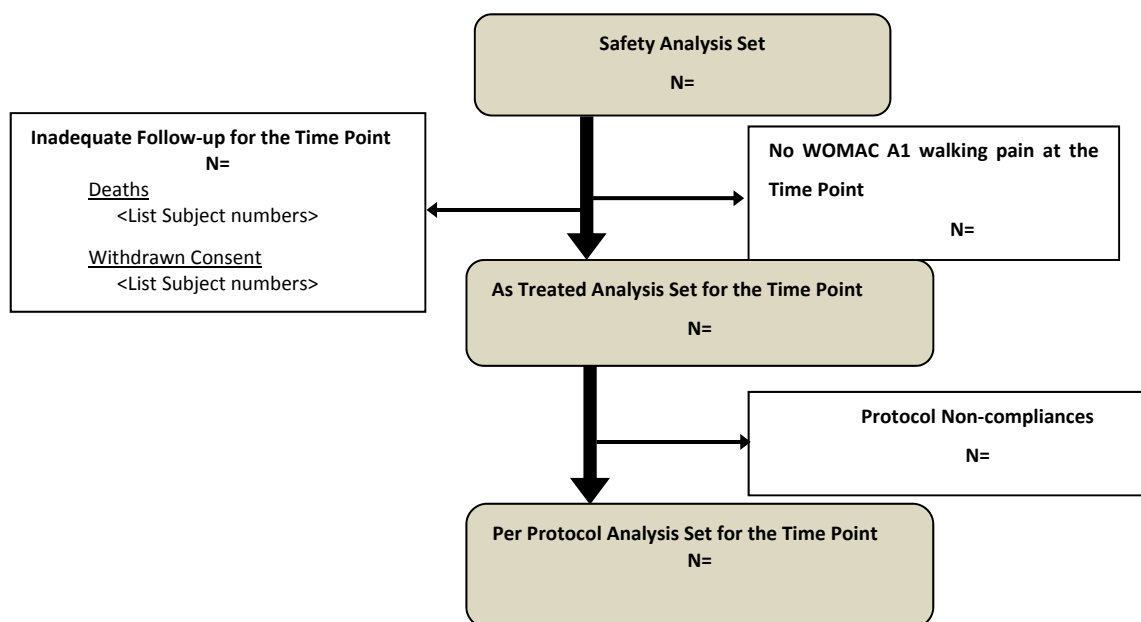 Safety Analysis Set
N=
Inadequate Follow-up for the Time Point
N=
Deaths
<List Subject numbers>
Withdrawn Consent
<List Subject numbers>
No WOMAC A1 walking pain at the
Time Point
N=
As Treated Analysis Set for the Time Point
N=
Protocol Non-compliances
N=
Per Protocol Analysis Set for the Time Point
N=